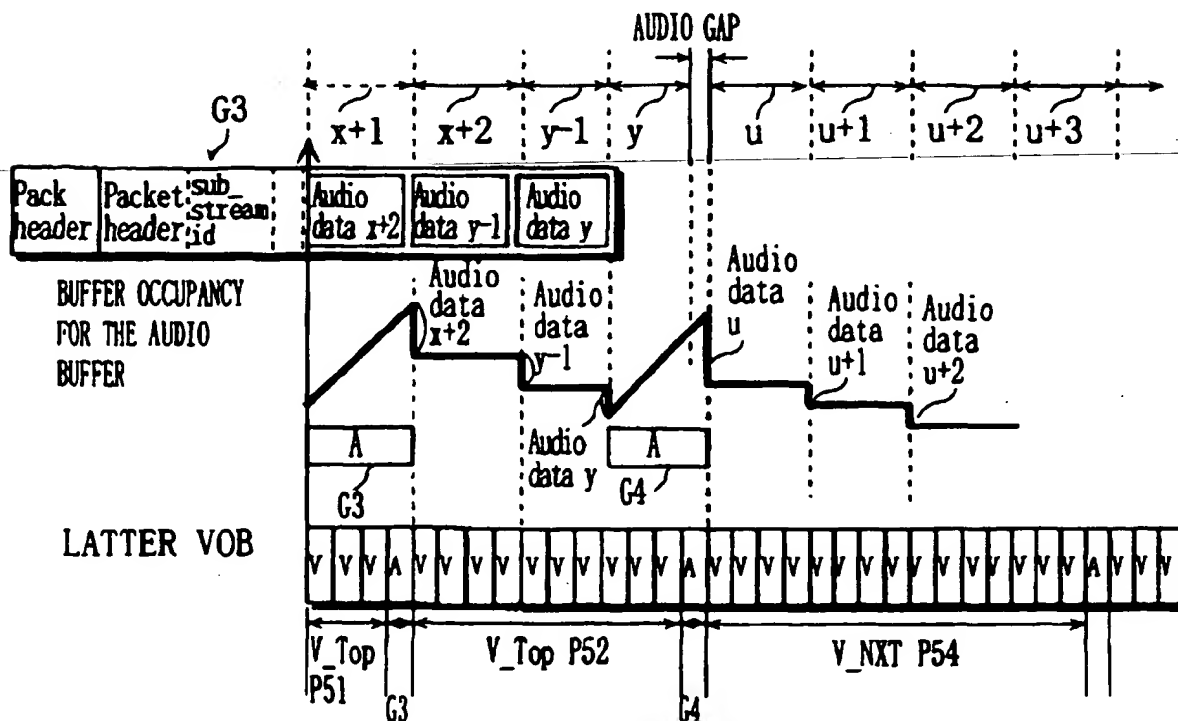 AUDIO GAP
x+1 x+2 y-1 y u u+1 u+2 u+3
G3
Pack header
Packet header
sub_stream id
Audio data x+2
Audio data y-1
Audio data y
BUFFER OCCUPANCY
FOR THE AUDIO
BUFFER
Audio data x+2
Audio data y-1
Audio data y
Audio data u
Audio data u+1
Audio data u+2
A
G3
A
G4
LATTER VOB
V V V A V V V V V V V V V V A V V V V V V V V V V V V V V A V V V
V_Top P51
G3
V_Top P52
G4
V_NXT P54